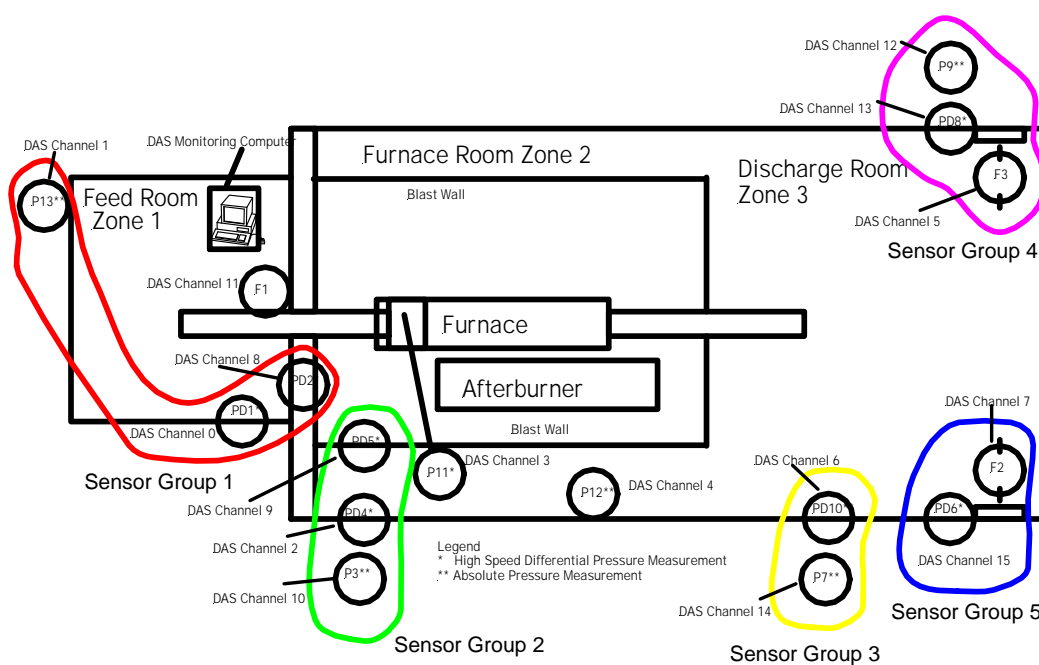 DAS Channel 12
P9**
DAS Channel 13
PD8*
DAS Channel 1
DAS Monitoring Computer
Furnace Room Zone 2
Discharge Room
Zone 3
F3
P13**
Feed Room
Zone 1
Blast Wall
DAS Channel 5
Sensor Group 4
DAS Channel 11
F1
Furnace
DAS Channel 8
PD2
Afterburner
PD1*
DAS Channel 7
DAS Channel 0
Blast Wall
PD5*
Sensor Group 1
P11*
DAS Channel 3
DAS Channel 6
F2
DAS Channel 4
P12**
DAS Channel 9
PD4*
PD10*
PD6*
DAS Channel 2
Legend
* High Speed Differential Pressure Measurement
** Absolute Pressure Measurement
DAS Channel 15
P3**
P7**
DAS Channel 10
DAS Channel 14
Sensor Group 5
Sensor Group 2
Sensor Group 3